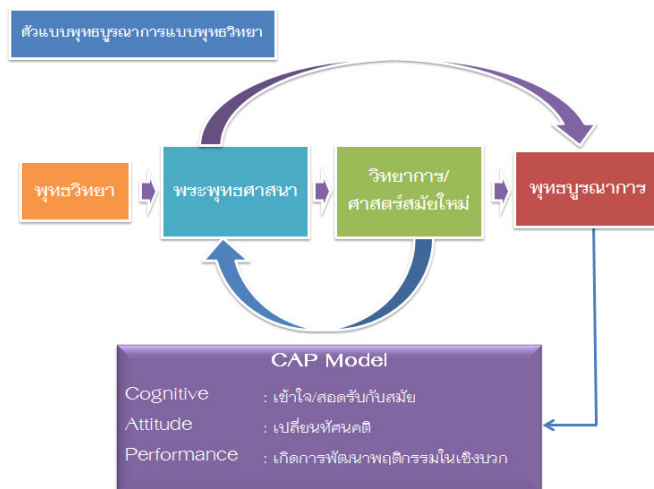 ตัวแบบพุทธบูรณาการแบบพุทธวิทยา
พุทธวิทยา
พระพุทธศาสนา
วิทยาการ/
ศาสตร์สมัยใหม่
พุทธบูรณาการ
CAP Model
Cognitive : เข้าใจ/สอดรับกับสมัย
Attitude : เปลี่ยนทัศนคติ
Performance : เกิดการพัฒนาพฤติกรรมในเชิงบวก